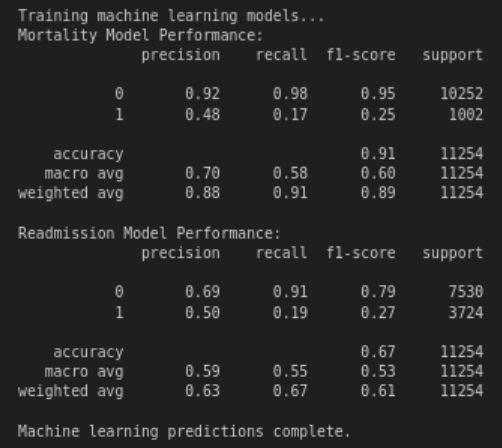 Training machine learning models...
Mortality Model Performance:
precision recall f1-score support
0 0.92 0.98 0.95 10252
1 0.48 0.17 0.25 1002
accuracy 0.91 11254
macro avg 0.70 0.58 0.60 11254
weighted avg 0.88 0.91 0.89 11254
Readmission Model Performance:
precision recall f1-score support
0 0.69 0.91 0.79 7530
1 0.50 0.19 0.27 3724
accuracy 0.67 11254
macro avg 0.59 0.55 0.53 11254
weighted avg 0.63 0.67 0.61 11254
Machine learning predictions complete.